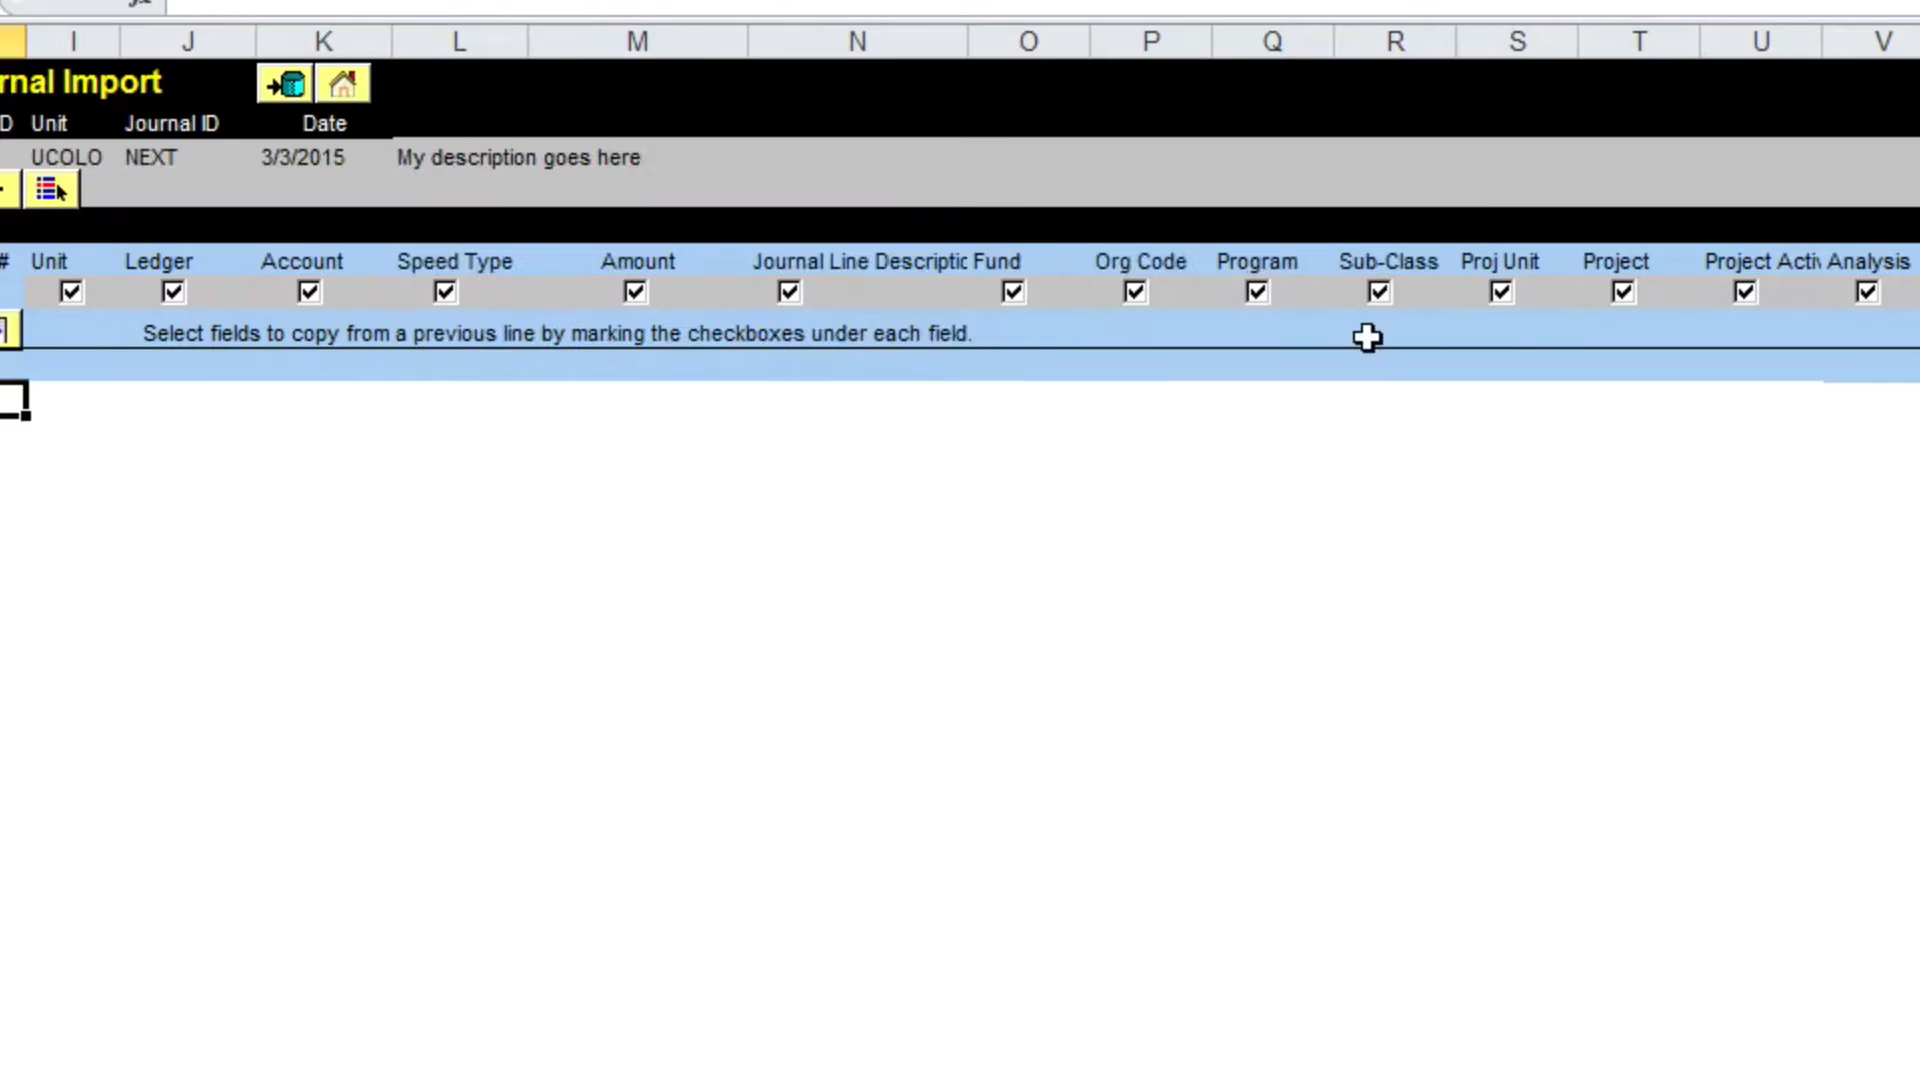 I J K L M N O P Q R S T U V
rnal Import
D Unit Journal ID Date
UCOLO NEXT 3/3/2015 My description goes here
# Unit Ledger Account Speed Type Amount Journal Line Descriptic Fund Org Code Program Sub-Class Proj Unit Project Project Activ Analysis
Select fields to copy from a previous line by marking the checkboxes under each field.